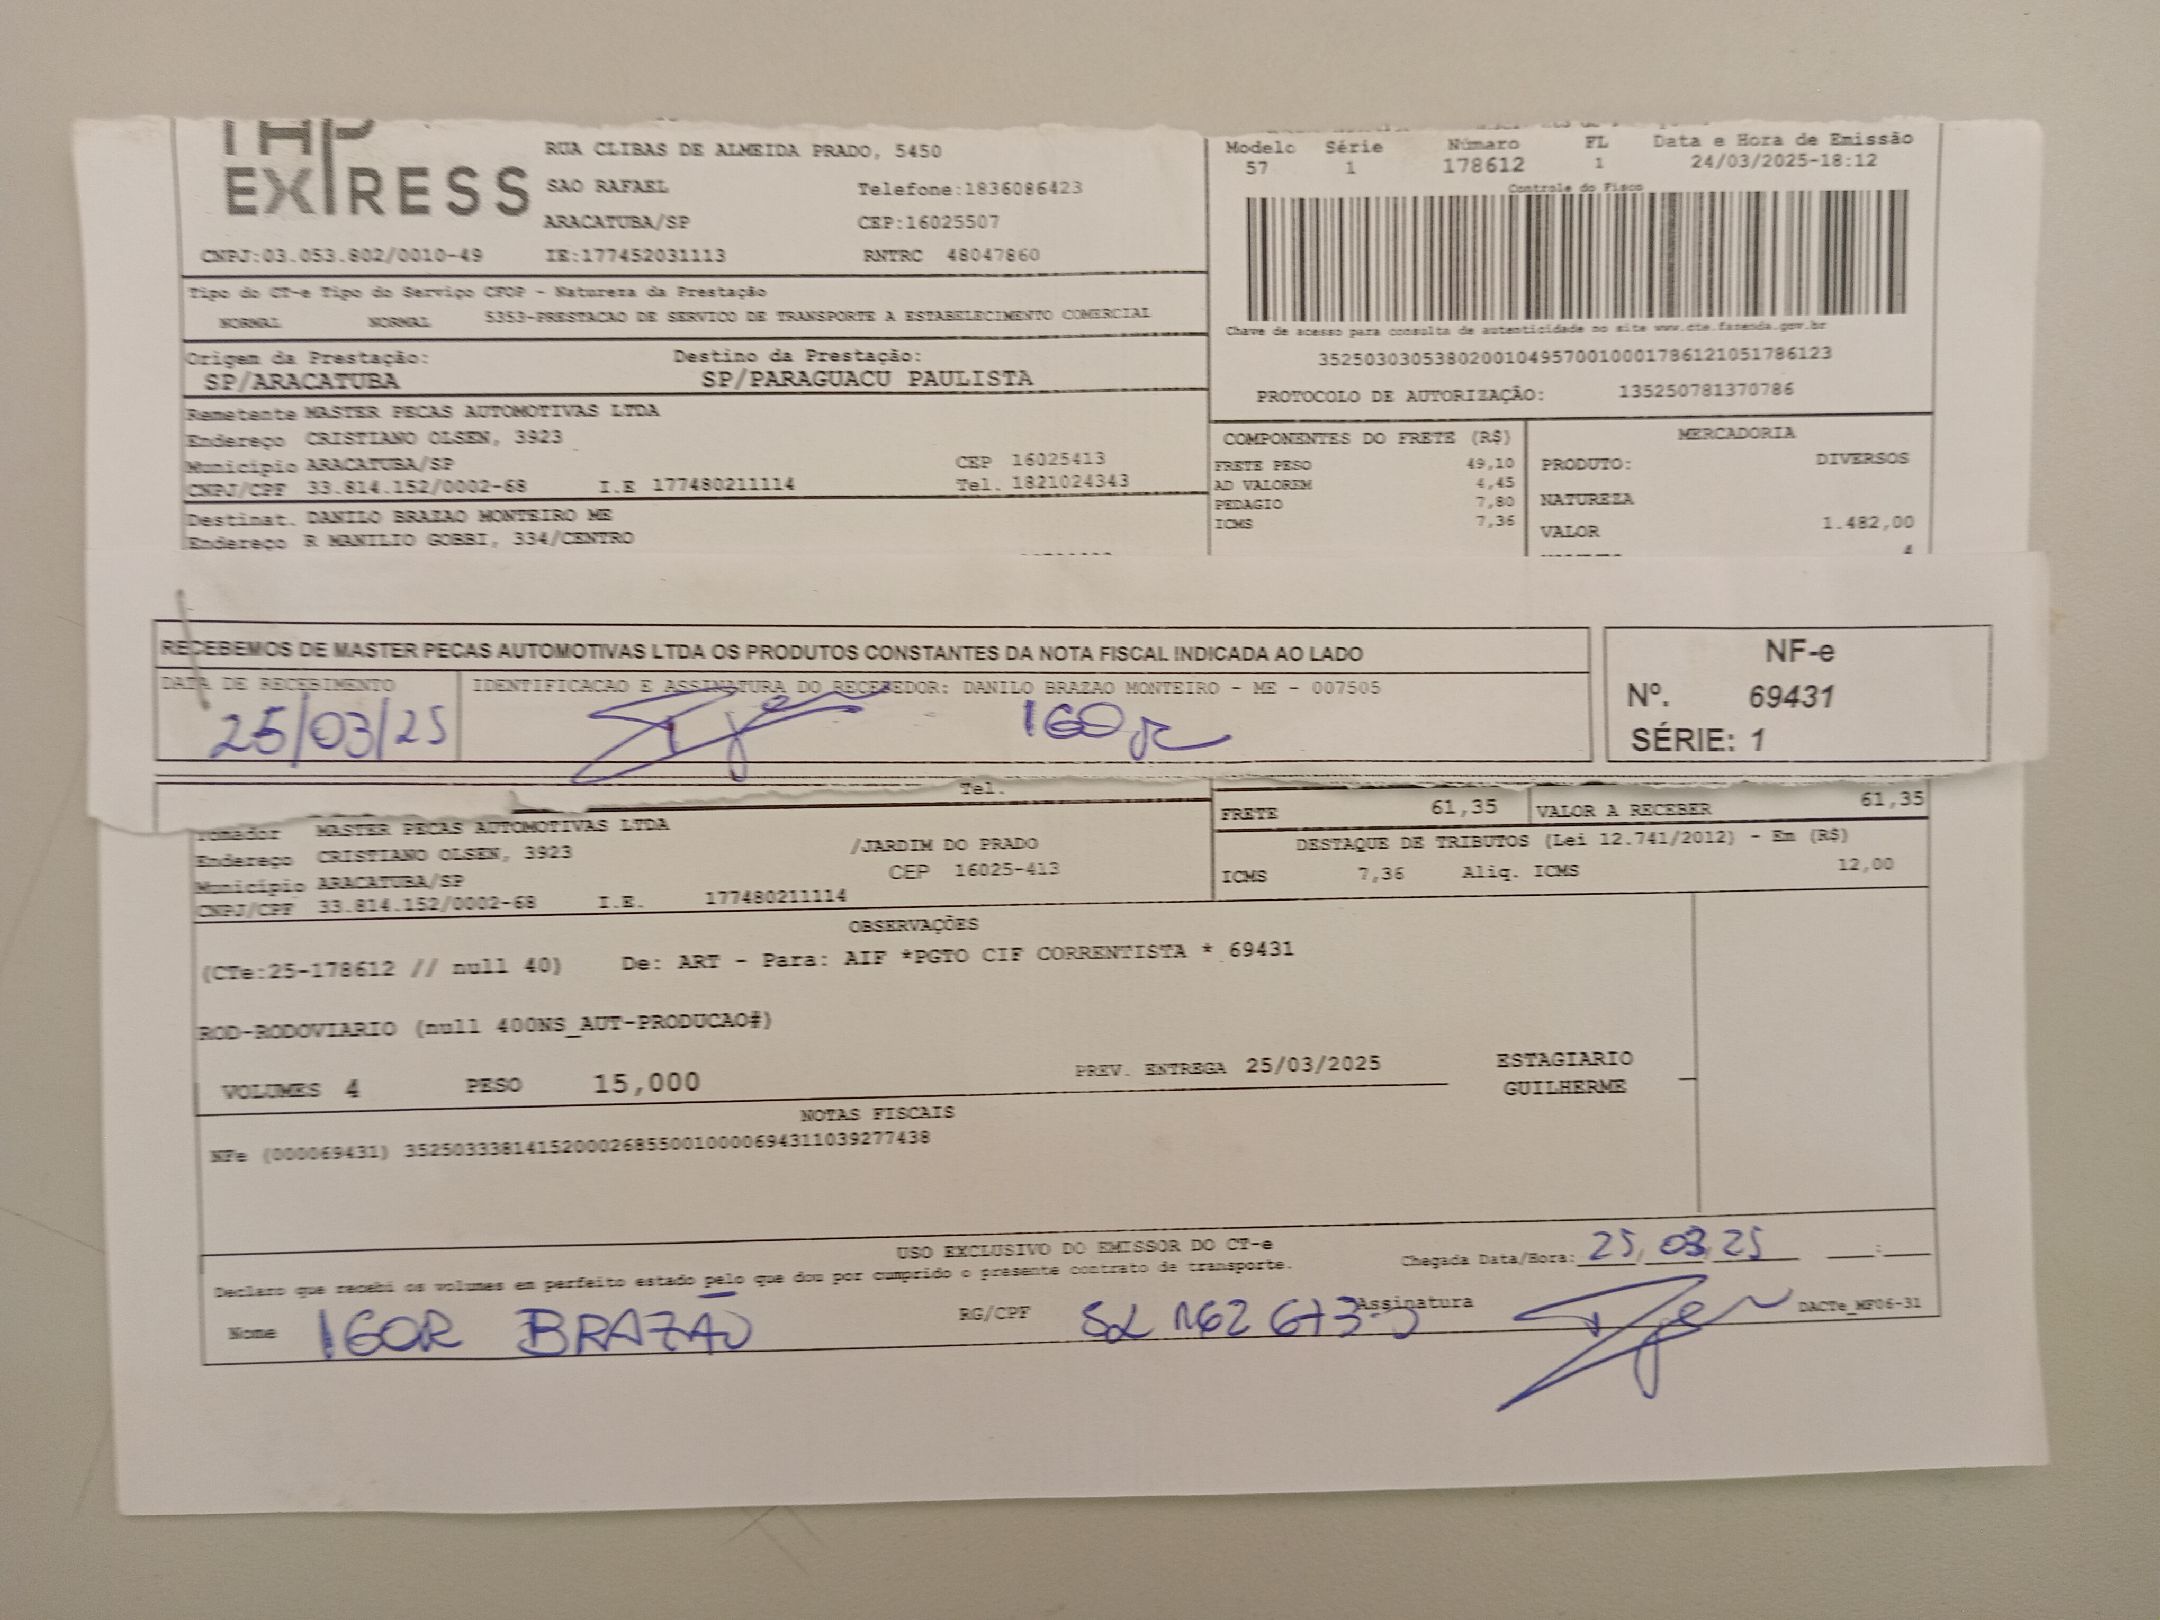 EXPRESS
RUA CLIBAS DE ALMEIDA PRADO, 5450
SAO RAFAEL Telefone:1836086423
ARACATUBA/SP CEP:16025507
CNPJ:03.053.802/0010-49 IE:177452031113 RNTRC 48047860
Modelo Série Número FL Data e Hora de Emissão
57 1 178612 1 24/03/2025-18:12
Controle do Fisco
Tipo do CT-e Tipo do Serviço CFOP - Natureza da Prestação
NORMAL NORMAL 5353-PRESTACAO DE SERVICO DE TRANSPORTE A ESTABELECIMENTO COMERCIAL
Chave de acesso para consulta de autenticidade no site www.cte.fazenda.gov.br
35250303053802001049570010001786121051786123
PROTOCOLO DE AUTORIZAÇÃO: 135250781370786
Origem da Prestação: Destino da Prestação:
SP/ARACATUBA SP/PARAGUACU PAULISTA
Remetente MASTER PECAS AUTOMOTIVAS LTDA
Endereço CRISTIANO OLSEN, 3923
Município ARACATUBA/SP CEP 16025413
CNPJ/CPF 33.814.152/0002-68 I.E 177480211114 Tel. 1821024343
Destinat. DANILO BRAZAO MONTEIRO ME
Endereço R MANILIO GOBBI, 334/CENTRO
COMPONENTES DO FRETE (R$)
FRETE PESO 49,10
AD VALOREM 4,45
PEDAGIO 7,80
ICMS 7,36
MERCADORIA
PRODUTO: DIVERSOS
NATUREZA
VALOR 1.482,00
RECEBEMOS DE MASTER PECAS AUTOMOTIVAS LTDA OS PRODUTOS CONSTANTES DA NOTA FISCAL INDICADA AO LADO
DATA DE RECEBIMENTO IDENTIFICACAO E ASSINATURA DO RECEBEDOR: DANILO BRAZAO MONTEIRO - ME - 007505
25/03/25 IGOR
NF-e
Nº. 69431
SÉRIE: 1
Tel.
FRETE 61,35 VALOR A RECEBER 61,35
Tomador MASTER PECAS AUTOMOTIVAS LTDA
Endereço CRISTIANO OLSEN, 3923 /JARDIM DO PRADO
Município ARACATUBA/SP CEP 16025-413
CNPJ/CPF 33.814.152/0002-68 I.E. 177480211114
DESTAQUE DE TRIBUTOS (Lei 12.741/2012) - Em (R$)
ICMS 7,36 Aliq. ICMS 12,00
OBSERVAÇÕES
(CTe:25-178612 // null 40) De: ART - Para: AIF *PGTO CIF CORRENTISTA * 69431
ROD-RODOVIARIO (null 400NS_AUT-PRODUCAO#)
VOLUMES 4 PESO 15,000 PREV. ENTREGA 25/03/2025 ESTAGIARIO
GUILHERME
NOTAS FISCAIS
NFe (000069431) 35250333814152000268550010000694311039277438
USO EXCLUSIVO DO EMISSOR DO CT-e
Declaro que recebi os volumes em perfeito estado pelo que dou por cumprido o presente contrato de transporte. Chegada Data/Hora: 25/03/25 __:__
Nome IGOR BRAZAO RG/CPF Assinatura DACTe_MF06-31